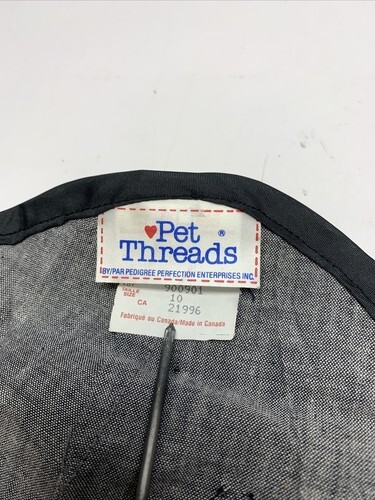 Pet ®
Threads
BY/PAR PEDIGREE PERFECTION ENTERPRISES INC.
900901
TAILLE
SIZE 10
CA 21996
Fabriqué au Canada/Made in Canada